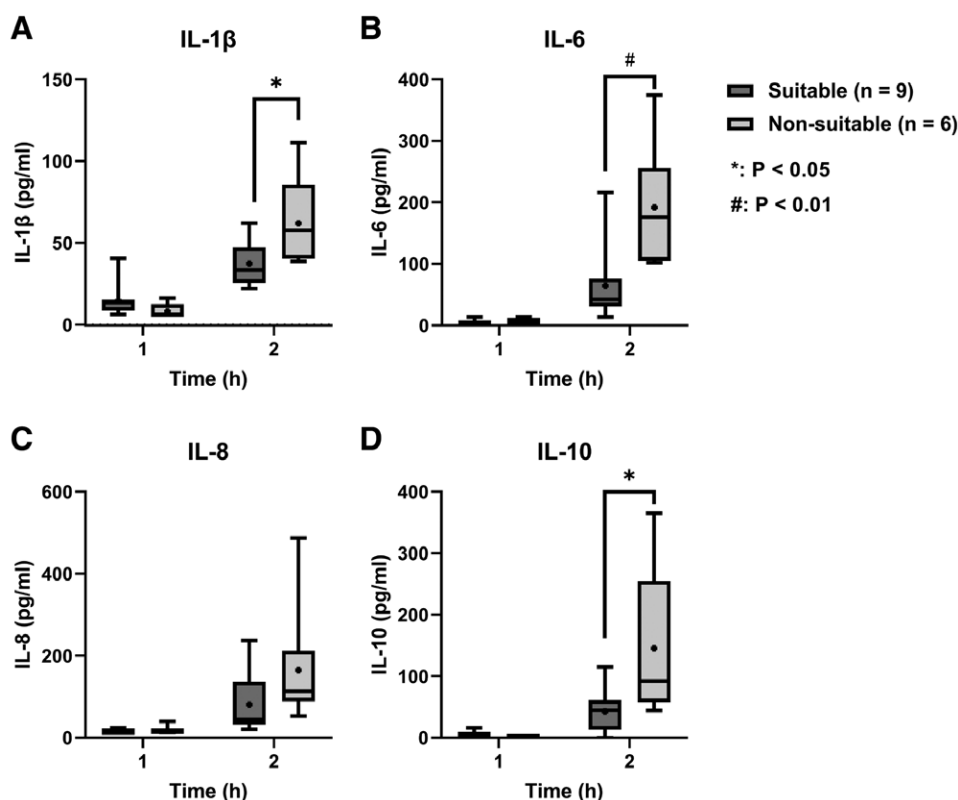 A
IL-1β
IL-1β (pg/ml)
150
100
50
0
*
1
2
Time (h)
B
IL-6
IL-6 (pg/ml)
400
300
200
100
0
#
1
2
Time (h)
Suitable (n = 9)
Non-suitable (n = 6)
*: P < 0.05
#: P < 0.01
C
IL-8
IL-8 (pg/ml)
600
400
200
0
1
2
Time (h)
D
IL-10
IL-10 (pg/ml)
400
300
200
100
0
*
1
2
Time (h)